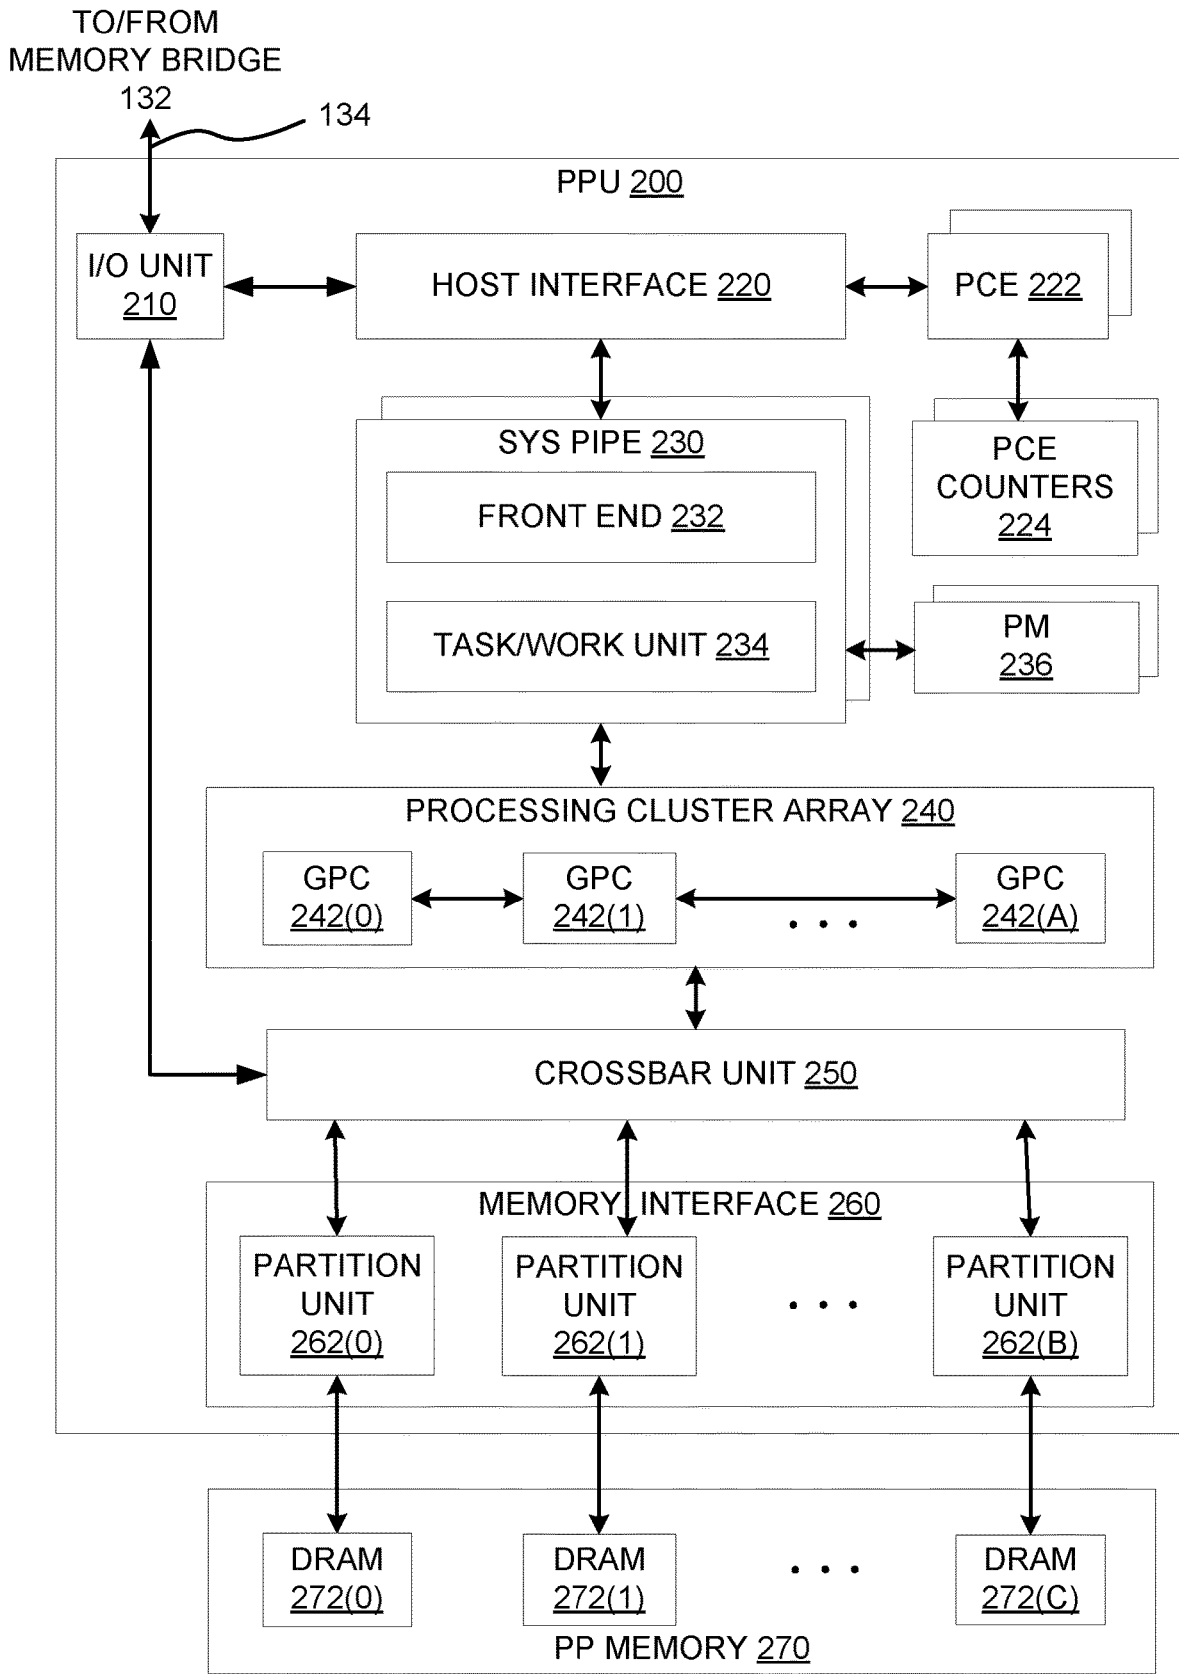 TO/FROM
MEMORY BRIDGE
132
134
PPU 200
I/O UNIT
210
HOST INTERFACE 220
PCE 222
SYS PIPE 230
FRONT END 232
TASK/WORK UNIT 234
PCE
COUNTERS
224
PM
236
PROCESSING CLUSTER ARRAY 240
GPC
242(0)
GPC
242(1)
• • •
GPC
242(A)
CROSSBAR UNIT 250
MEMORY INTERFACE 260
PARTITION
UNIT
262(0)
PARTITION
UNIT
262(1)
• • •
PARTITION
UNIT
262(B)
DRAM
272(0)
DRAM
272(1)
• • •
DRAM
272(C)
PP MEMORY 270